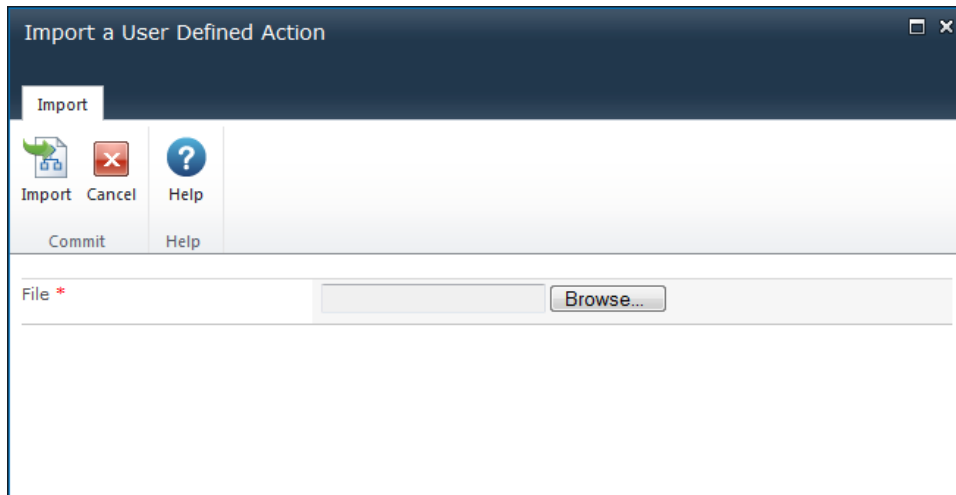 Import a User Defined Action
Import
Import Cancel Help
Commit Help
File *
Browse...